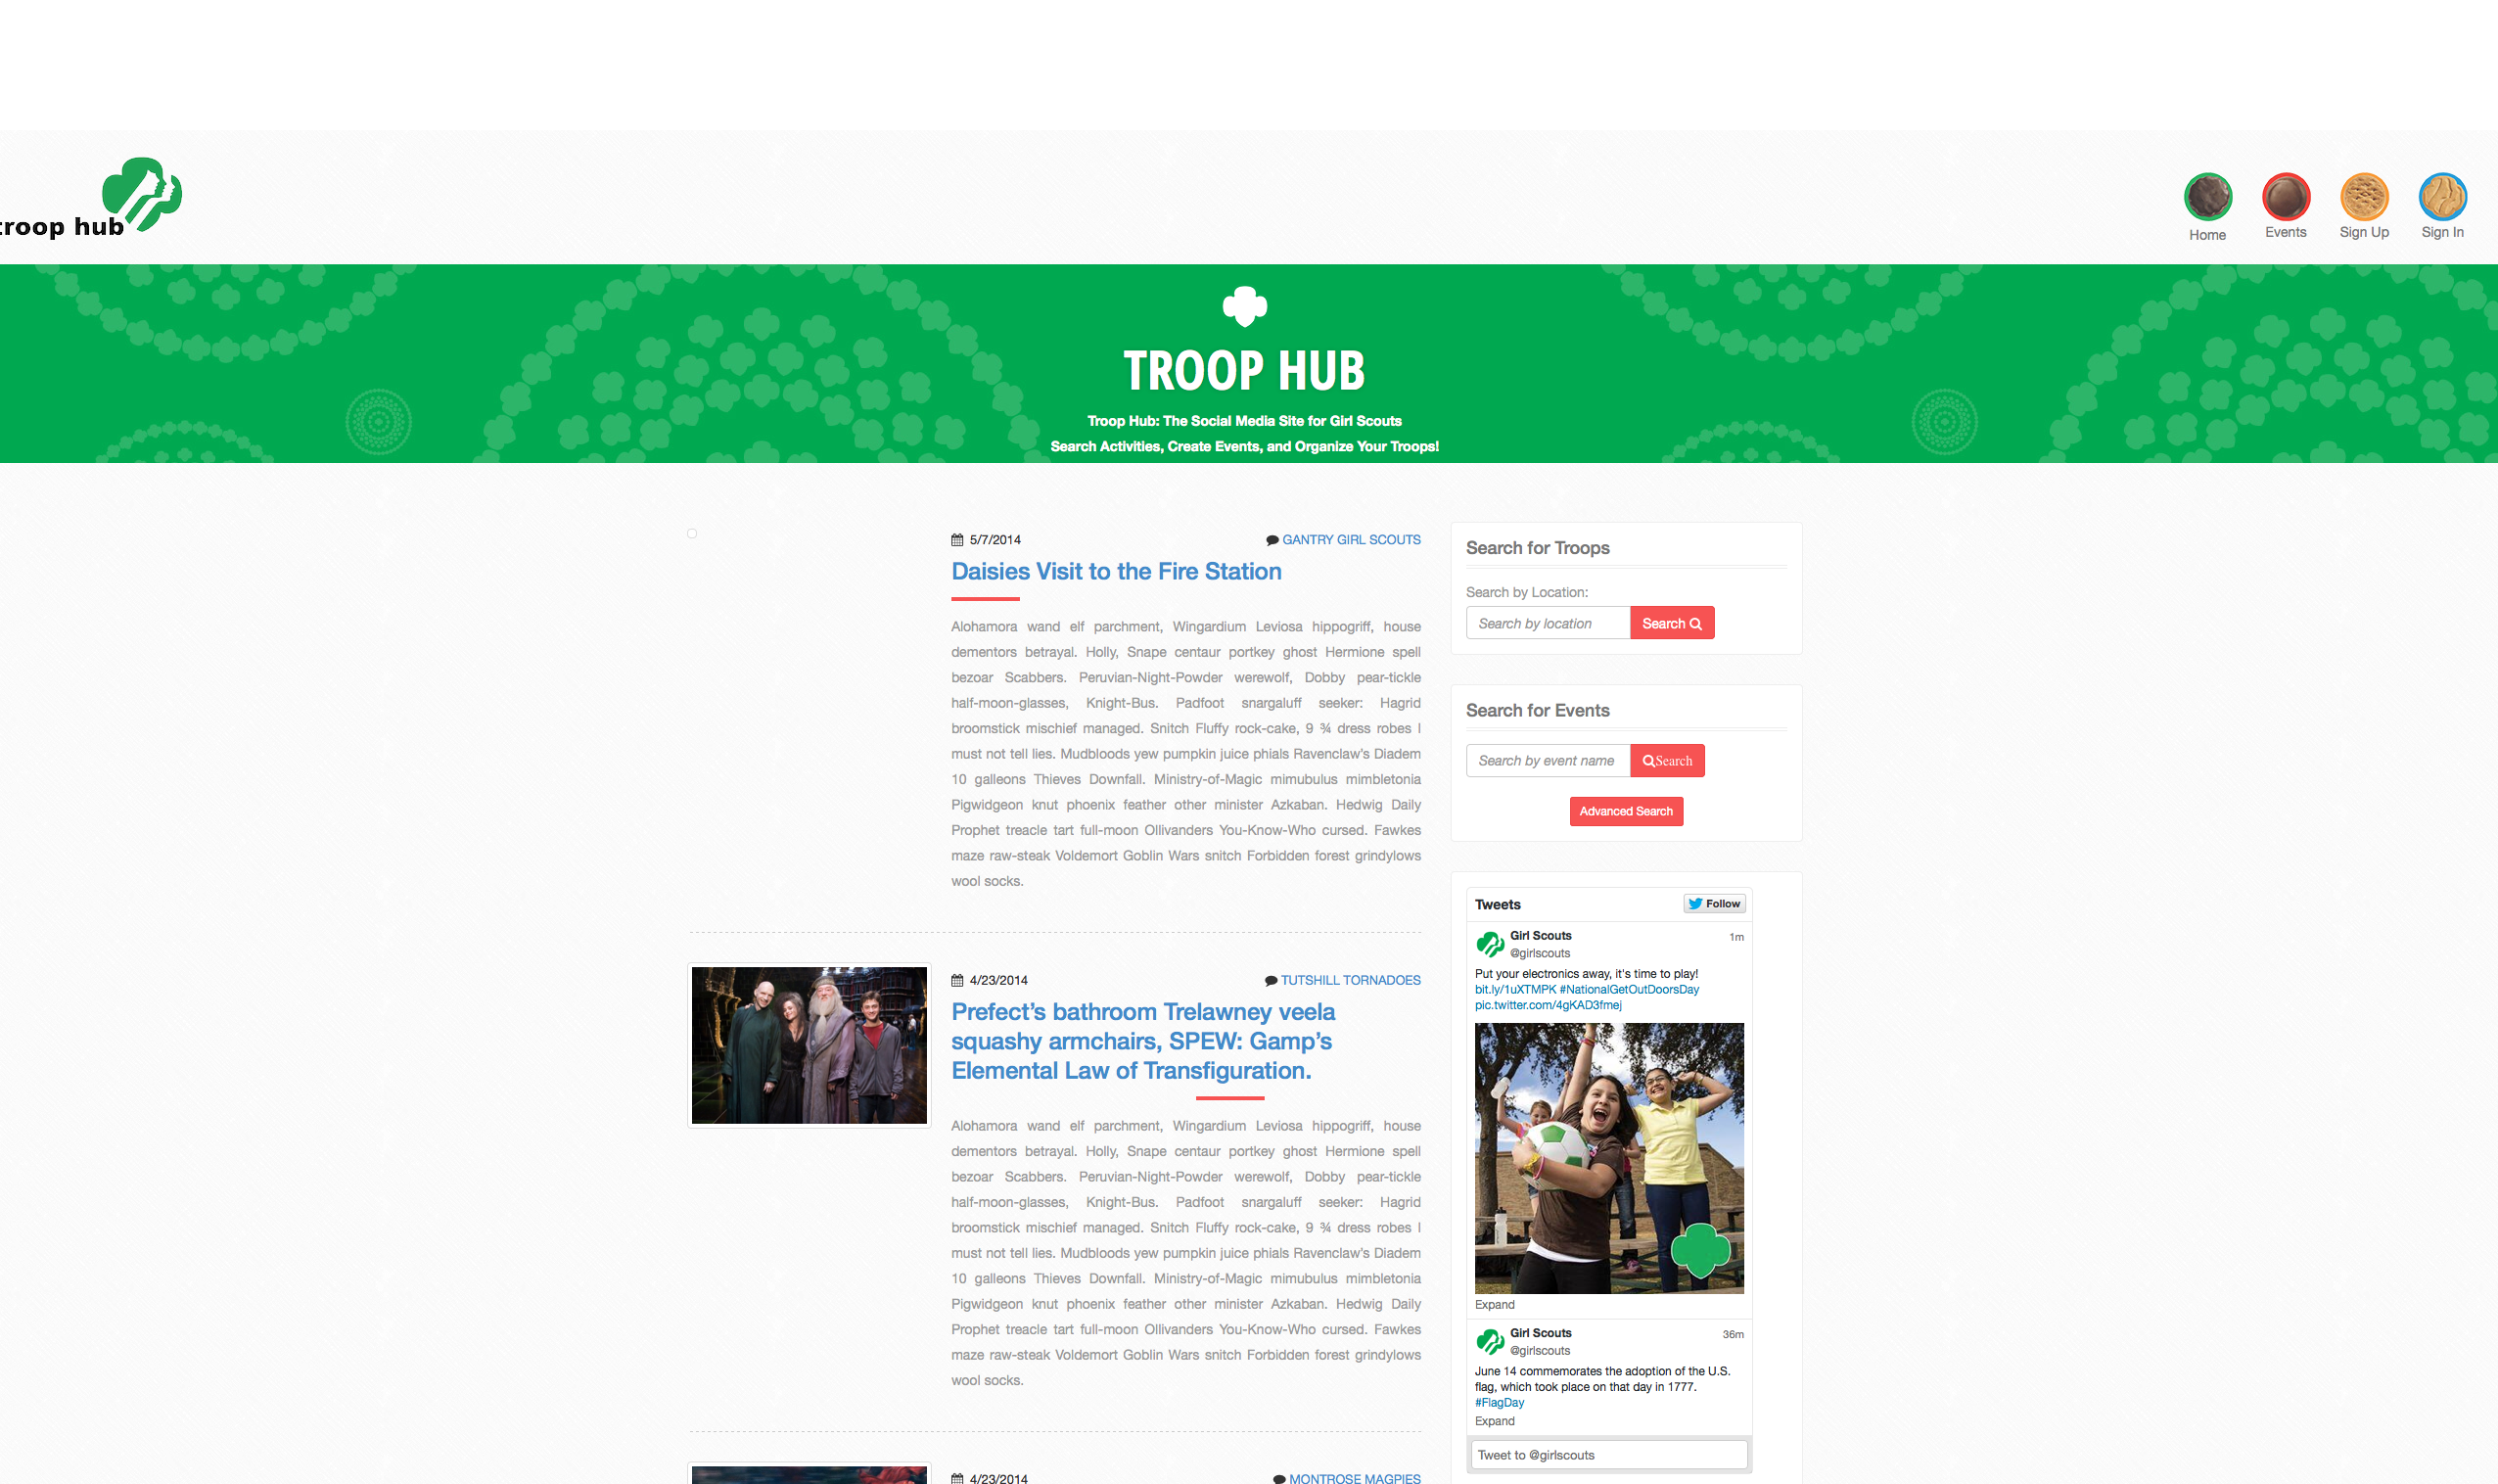 troop hub
Home
Events
Sign Up
Sign In
TROOP HUB
Troop Hub: The Social Media Site for Girl Scouts
Search Activities, Create Events, and Organize Your Troops!
5/7/2014
GANTRY GIRL SCOUTS
Daisies Visit to the Fire Station
Alohamora wand elf parchment, Wingardium Leviosa hippogriff, house
dementors betrayal. Holly, Snape centaur portkey ghost Hermione spell
bezoar Scabbers. Peruvian-Night-Powder werewolf, Dobby pear-tickle
half-moon-glasses, Knight-Bus. Padfoot snargaluff seeker: Hagrid
broomstick mischief managed. Snitch Fluffy rock-cake, 9 ¾ dress robes I
must not tell lies. Mudbloods yew pumpkin juice phials Ravenclaw’s Diadem
10 galleons Thieves Downfall. Ministry-of-Magic mimubulus mimbletonia
Pigwidgeon knut phoenix feather other minister Azkaban. Hedwig Daily
Prophet treacle tart full-moon Ollivanders You-Know-Who cursed. Fawkes
maze raw-steak Voldemort Goblin Wars snitch Forbidden forest grindylows
wool socks.
4/23/2014
TUTSHILL TORNADOES
Prefect’s bathroom Trelawney veela
squashy armchairs, SPEW: Gamp’s
Elemental Law of Transfiguration.
Alohamora wand elf parchment, Wingardium Leviosa hippogriff, house
dementors betrayal. Holly, Snape centaur portkey ghost Hermione spell
bezoar Scabbers. Peruvian-Night-Powder werewolf, Dobby pear-tickle
half-moon-glasses, Knight-Bus. Padfoot snargaluff seeker: Hagrid
broomstick mischief managed. Snitch Fluffy rock-cake, 9 ¾ dress robes I
must not tell lies. Mudbloods yew pumpkin juice phials Ravenclaw’s Diadem
10 galleons Thieves Downfall. Ministry-of-Magic mimubulus mimbletonia
Pigwidgeon knut phoenix feather other minister Azkaban. Hedwig Daily
Prophet treacle tart full-moon Ollivanders You-Know-Who cursed. Fawkes
maze raw-steak Voldemort Goblin Wars snitch Forbidden forest grindylows
wool socks.
4/23/2014
MONTROSE MAGPIES
Search for Troops
Search by Location:
Search by location
Search
Search for Events
Search by event name
Search
Advanced Search
Tweets
Follow
Girl Scouts
1m
@girlscouts
Put your electronics away, it's time to play!
bit.ly/1uXTMPK #NationalGetOutDoorsDay
pic.twitter.com/4gKAD3fmej
Expand
Girl Scouts
36m
@girlscouts
June 14 commemorates the adoption of the U.S.
flag, which took place on that day in 1777.
#FlagDay
Expand
Tweet to @girlscouts